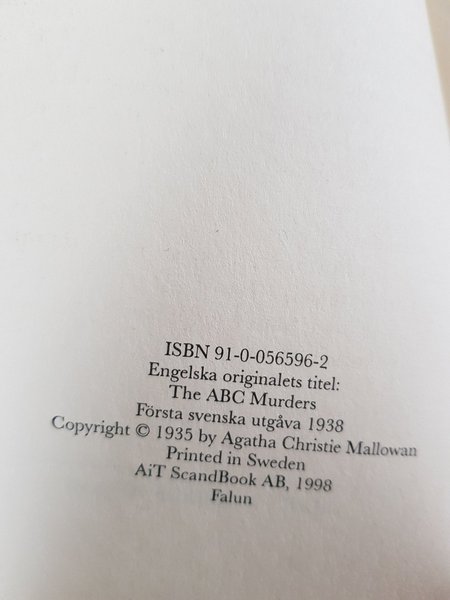 ISBN 91-0-056596-2
Engelska originalets titel:
The ABC Murders
Första svenska utgåva 1938
Copyright © 1935 by Agatha Christie Mallowan
Printed in Sweden
AiT ScandBook AB, 1998
Falun